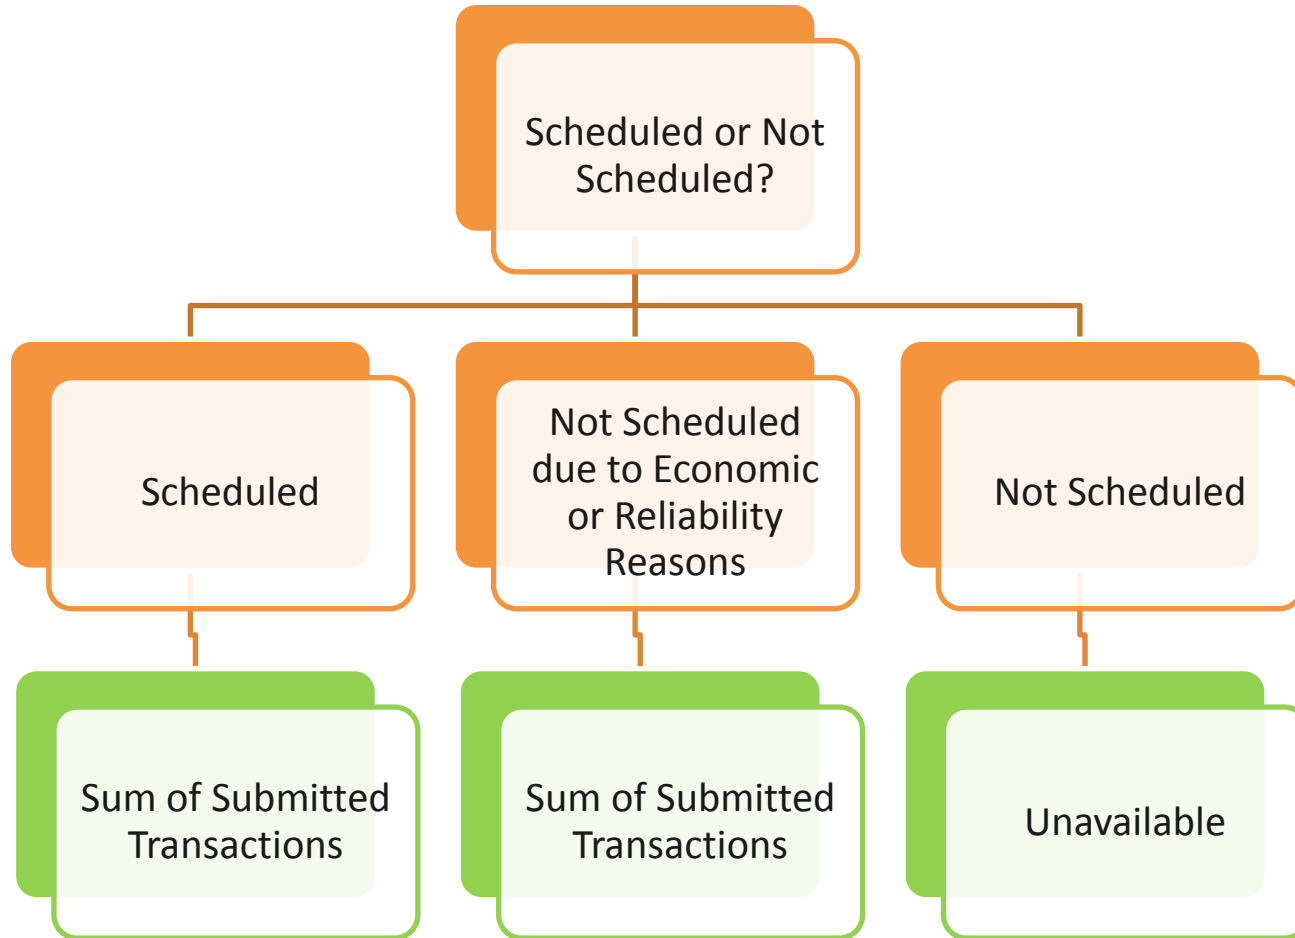 Scheduled or Not
Scheduled?
Scheduled
Not Scheduled
due to Economic
or Reliability
Reasons
Not Scheduled
Sum of Submitted
Transactions
Sum of Submitted
Transactions
Unavailable